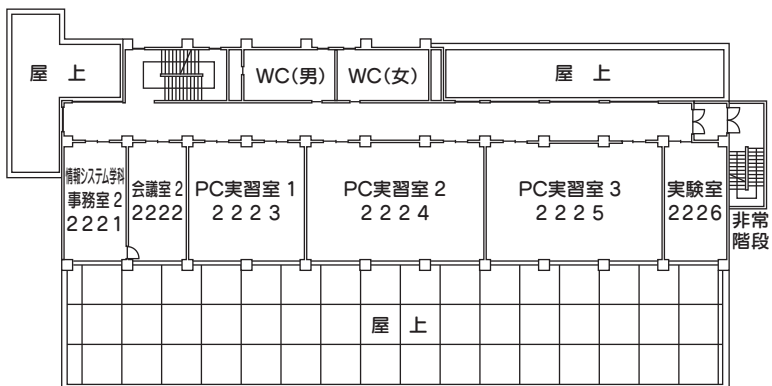 屋 上
WC(男)
WC(女)
屋 上
情報システム学科
事務室2
2221
会議室2
2222
PC実習室1
2223
PC実習室2
2224
PC実習室3
2225
実験室
2226
非常
階段
屋 上